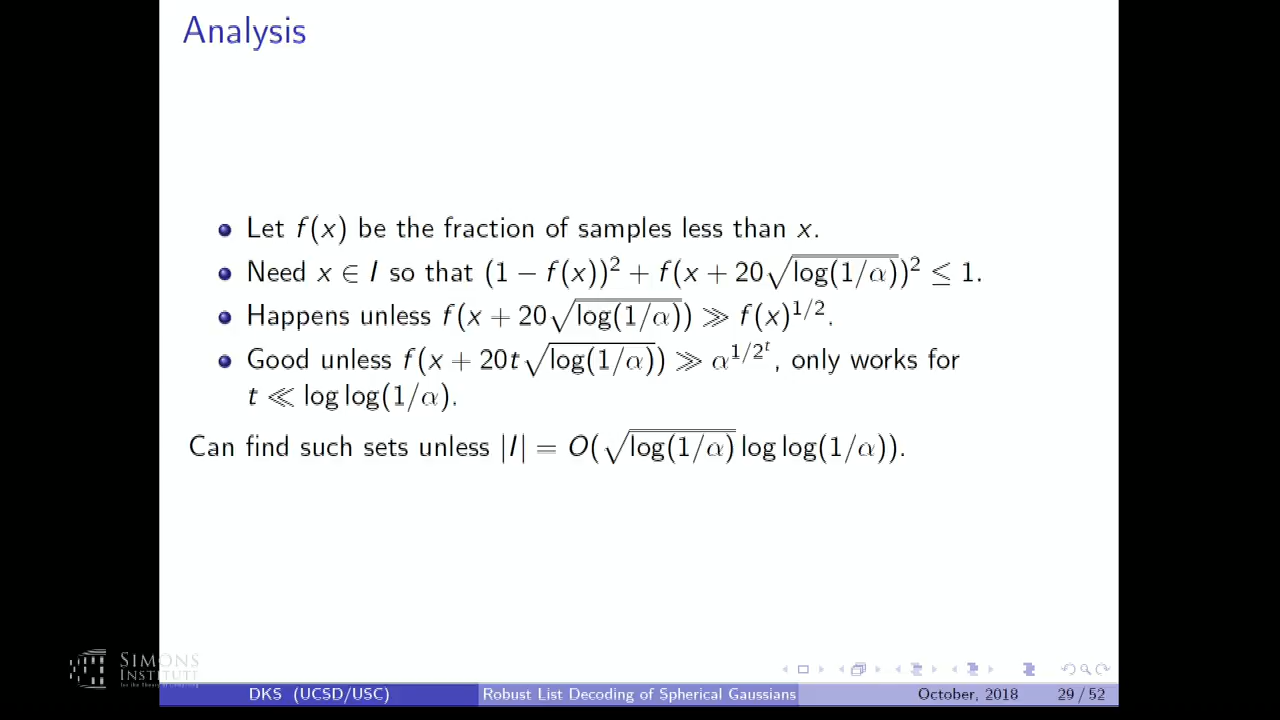 Analysis
Let f(x) be the fraction of samples less than x.
Need x ∈ I so that (1 − f(x))² + f(x + 20√log(1/α))² ≤ 1.
Happens unless f(x + 20√log(1/α)) ≫ f(x)^{1/2}.
Good unless f(x + 20t√log(1/α)) ≫ α^{1/2^t}, only works for
t ≪ log log(1/α).
Can find such sets unless |I| = O(√log(1/α) log log(1/α)).
SIMONS
INSTITUTE
DKS (UCSD/USC) Robust List Decoding of Spherical Gaussians October, 2018 29 / 52